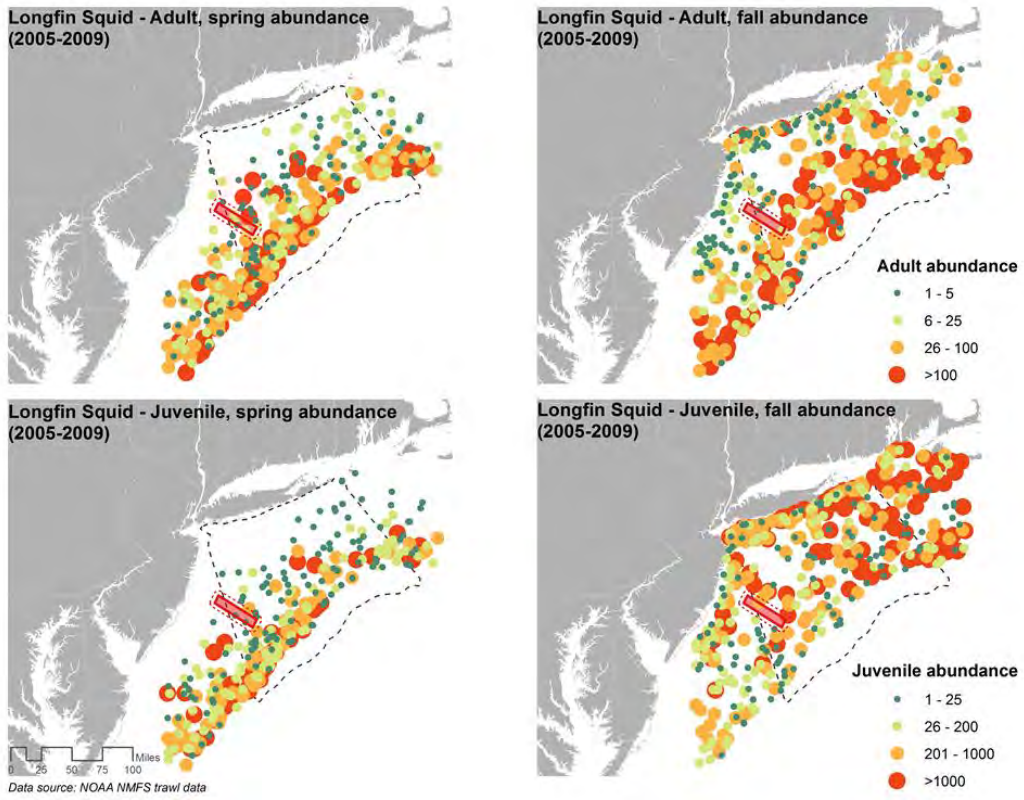 Longfin Squid - Adult, spring abundance
(2005-2009)
Longfin Squid - Adult, fall abundance
(2005-2009)
Adult abundance
1 - 5
6 - 25
26 - 100
>100
Longfin Squid - Juvenile, spring abundance
(2005-2009)
Longfin Squid - Juvenile, fall abundance
(2005-2009)
Juvenile abundance
1 - 25
26 - 200
201 - 1000
>1000
Miles
0 25 50 75 100
Data source: NOAA NMFS trawl data